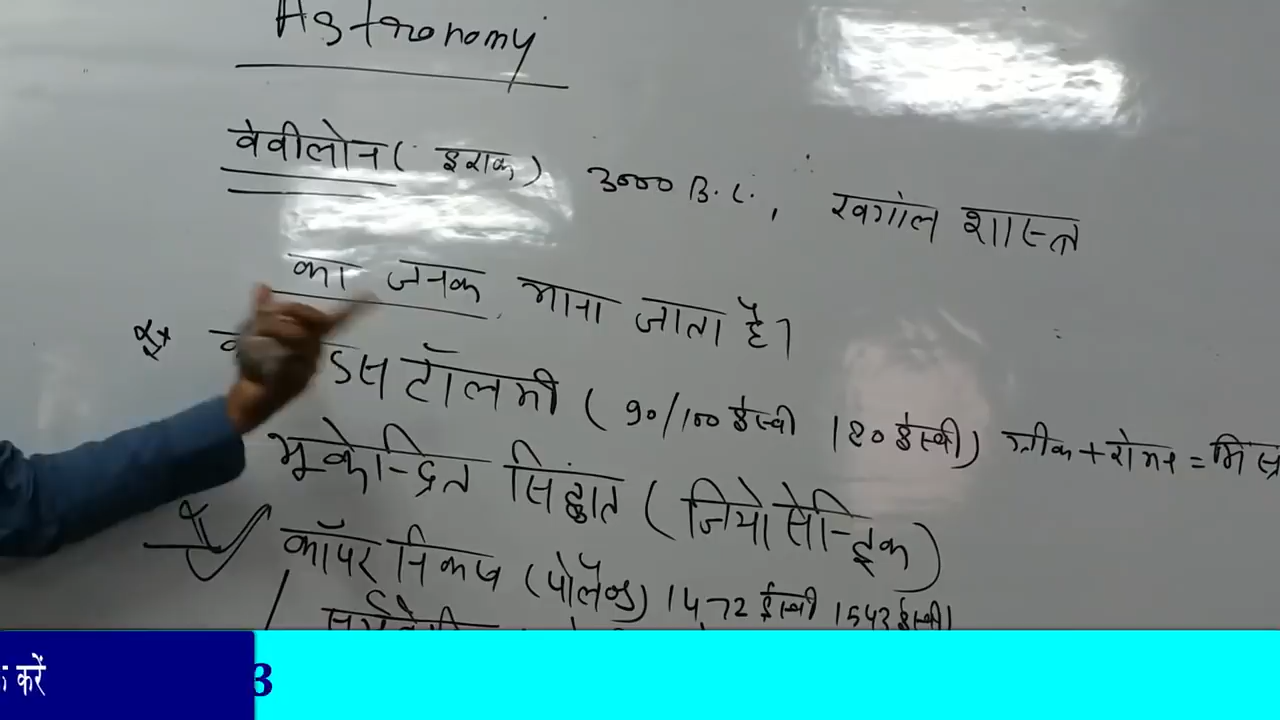 Astronomy
वेवीलोन ( इराक ) 3000 B.C. , खगोल शास्त्र
का जनक माना जाता है।
डस टॉलमी ( 90/100 ईस्वी 180 ईस्वी ) ग्रीक + रोमन = मिस्र
भूकेन्द्रित सिद्धांत ( जियोसेन्ट्रिक )
कॉपरनिकस ( पोलैण्ड ) 1472 ईस्वी 1543 ईस्वी
करें
3